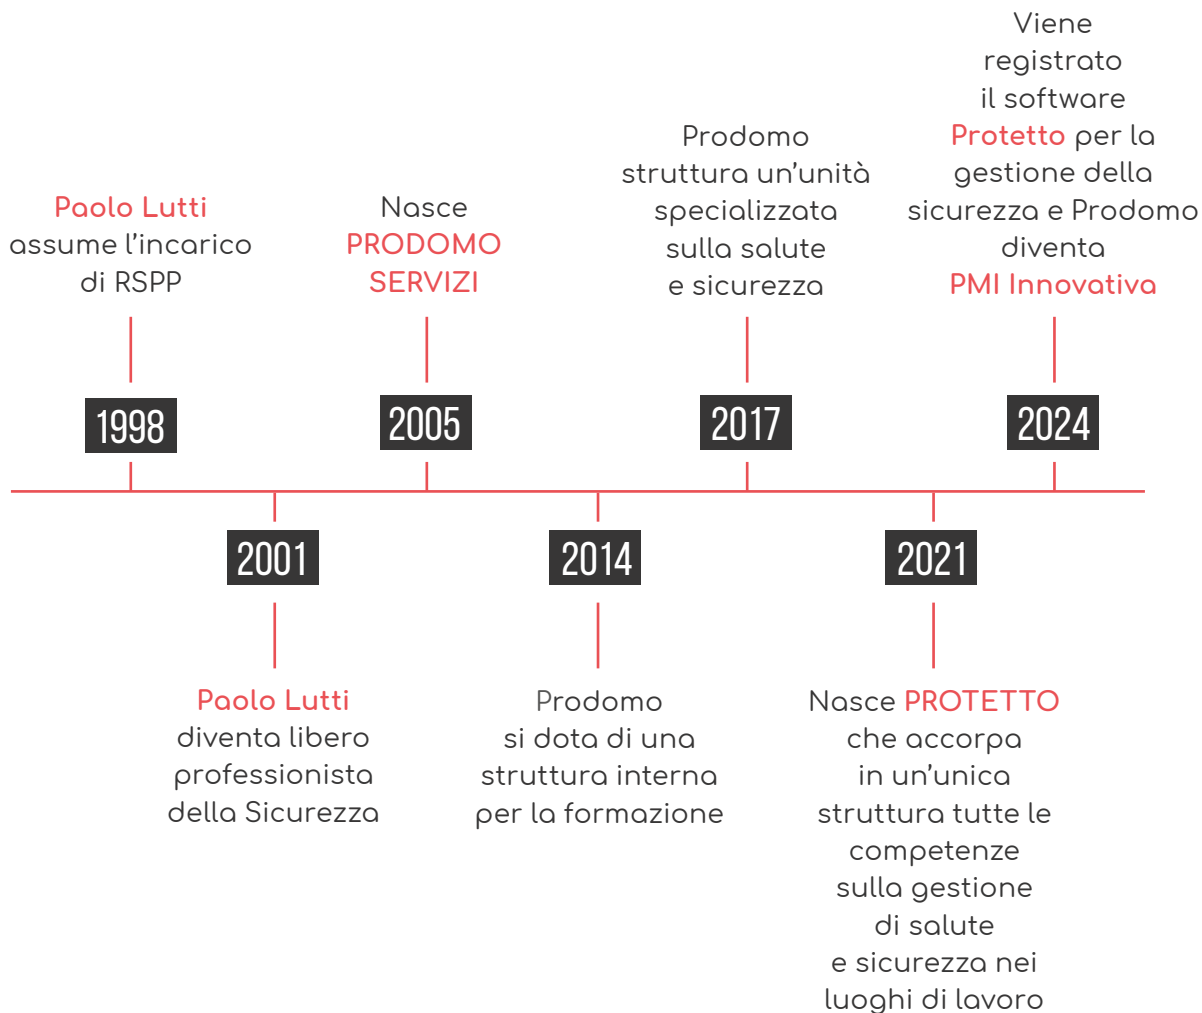 Paolo Lutti
assume l’incarico
di RSPP
1998
Paolo Lutti
diventa libero
professionista
della Sicurezza
2001
Nasce
PRODOMO
SERVIZI
2005
Prodomo
si dota di una
struttura interna
per la formazione
2014
Prodomo
struttura un’unità
specializzata
sulla salute
e sicurezza
2017
Nasce PROTETTO
che accorpa
in un’unica
struttura tutte le
competenze
sulla gestione
di salute
e sicurezza nei
luoghi di lavoro
2021
Viene
registrato
il software
Protetto per la
gestione della
sicurezza e Prodomo
diventa
PMI Innovativa
2024